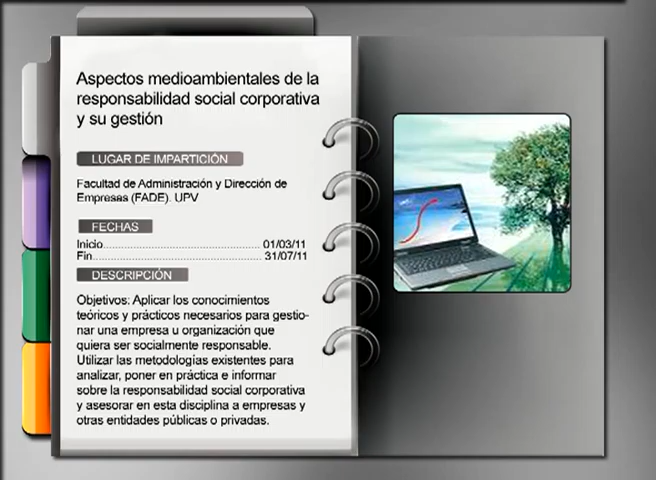 Aspectos medioambientales de la
responsabilidad social corporativa
y su gestión
LUGAR DE IMPARTICIÓN
Facultad de Administración y Dirección de
Empresas (FADE). UPV
FECHAS
Inicio.................................................... 01/03/11
Fin........................................................ 31/07/11
DESCRIPCIÓN
Objetivos: Aplicar los conocimientos
teóricos y prácticos necesarios para gestio-
nar una empresa u organización que
quiera ser socialmente responsable.
Utilizar las metodologías existentes para
analizar, poner en práctica e informar
sobre la responsabilidad social corporativa
y asesorar en esta disciplina a empresas y
otras entidades públicas o privadas.